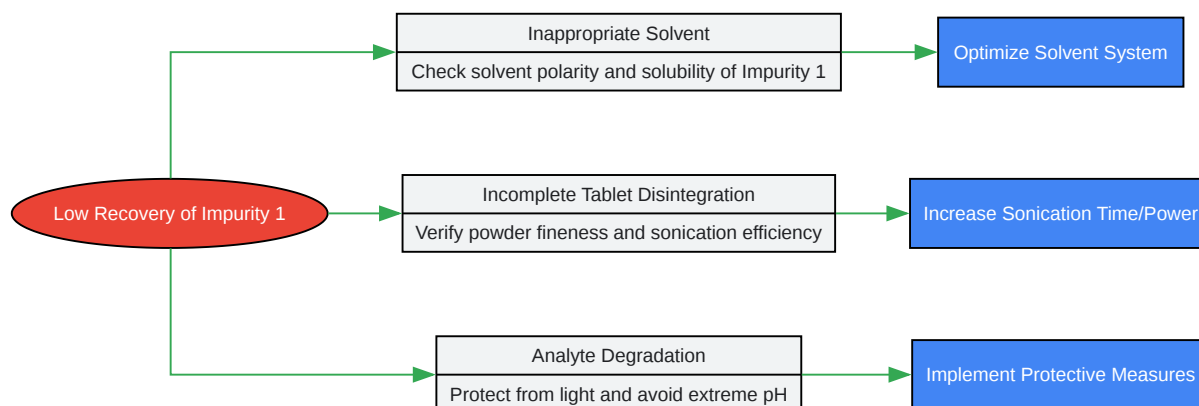 Inappropriate Solvent
Check solvent polarity and solubility of Impurity 1
Optimize Solvent System
Low Recovery of Impurity 1
Incomplete Tablet Disintegration
Verify powder fineness and sonication efficiency
Increase Sonication Time/Power
Analyte Degradation
Protect from light and avoid extreme pH
Implement Protective Measures